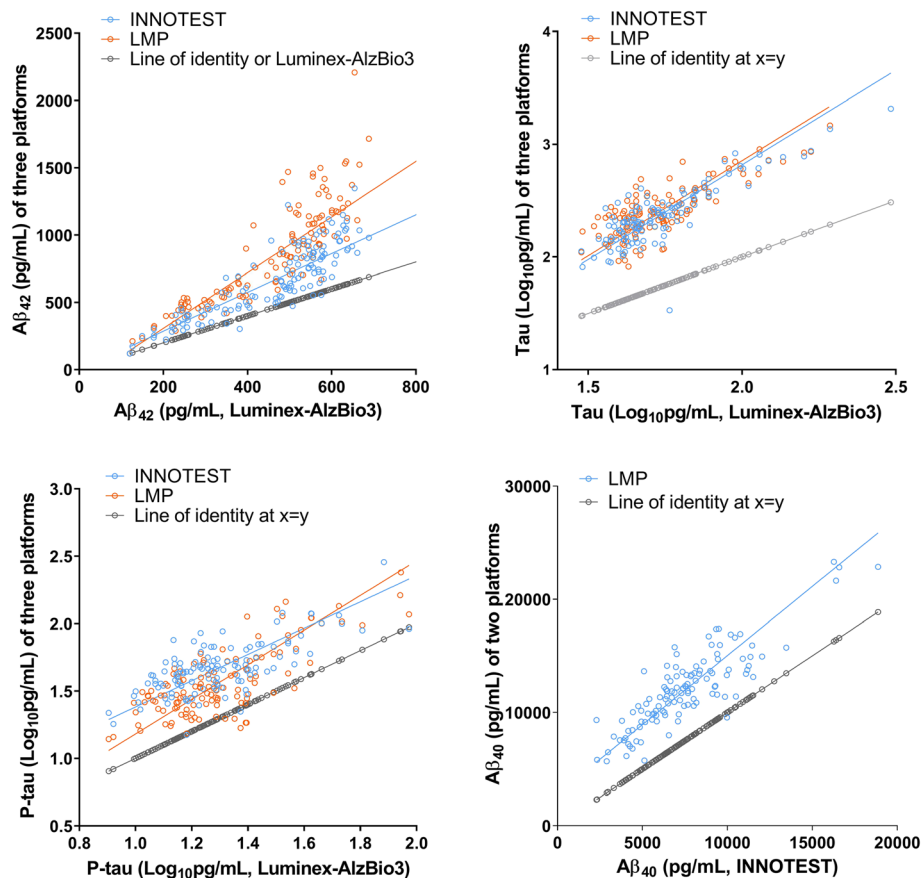 INNOTEST
LMP
Line of identity or Luminex-AlzBio3
2500
2000
1500
1000
500
0
0
200
400
600
800
Aβ42 (pg/mL) of three platforms
Aβ42 (pg/mL, Luminex-AlzBio3)
INNOTEST
LMP
Line of identity at x=y
4
3
2
1
1.5
2.0
2.5
Tau (Log10pg/mL) of three platforms
Tau (Log10pg/mL, Luminex-AlzBio3)
INNOTEST
LMP
Line of identity at x=y
3.0
2.5
2.0
1.5
1.0
0.5
0.8
1.0
1.2
1.4
1.6
1.8
2.0
P-tau (Log10pg/mL) of three platforms
P-tau (Log10pg/mL, Luminex-AlzBio3)
LMP
Line of identity at x=y
30000
20000
10000
0
0
5000
10000
15000
20000
Aβ40 (pg/mL) of two platforms
Aβ40 (pg/mL, INNOTEST)